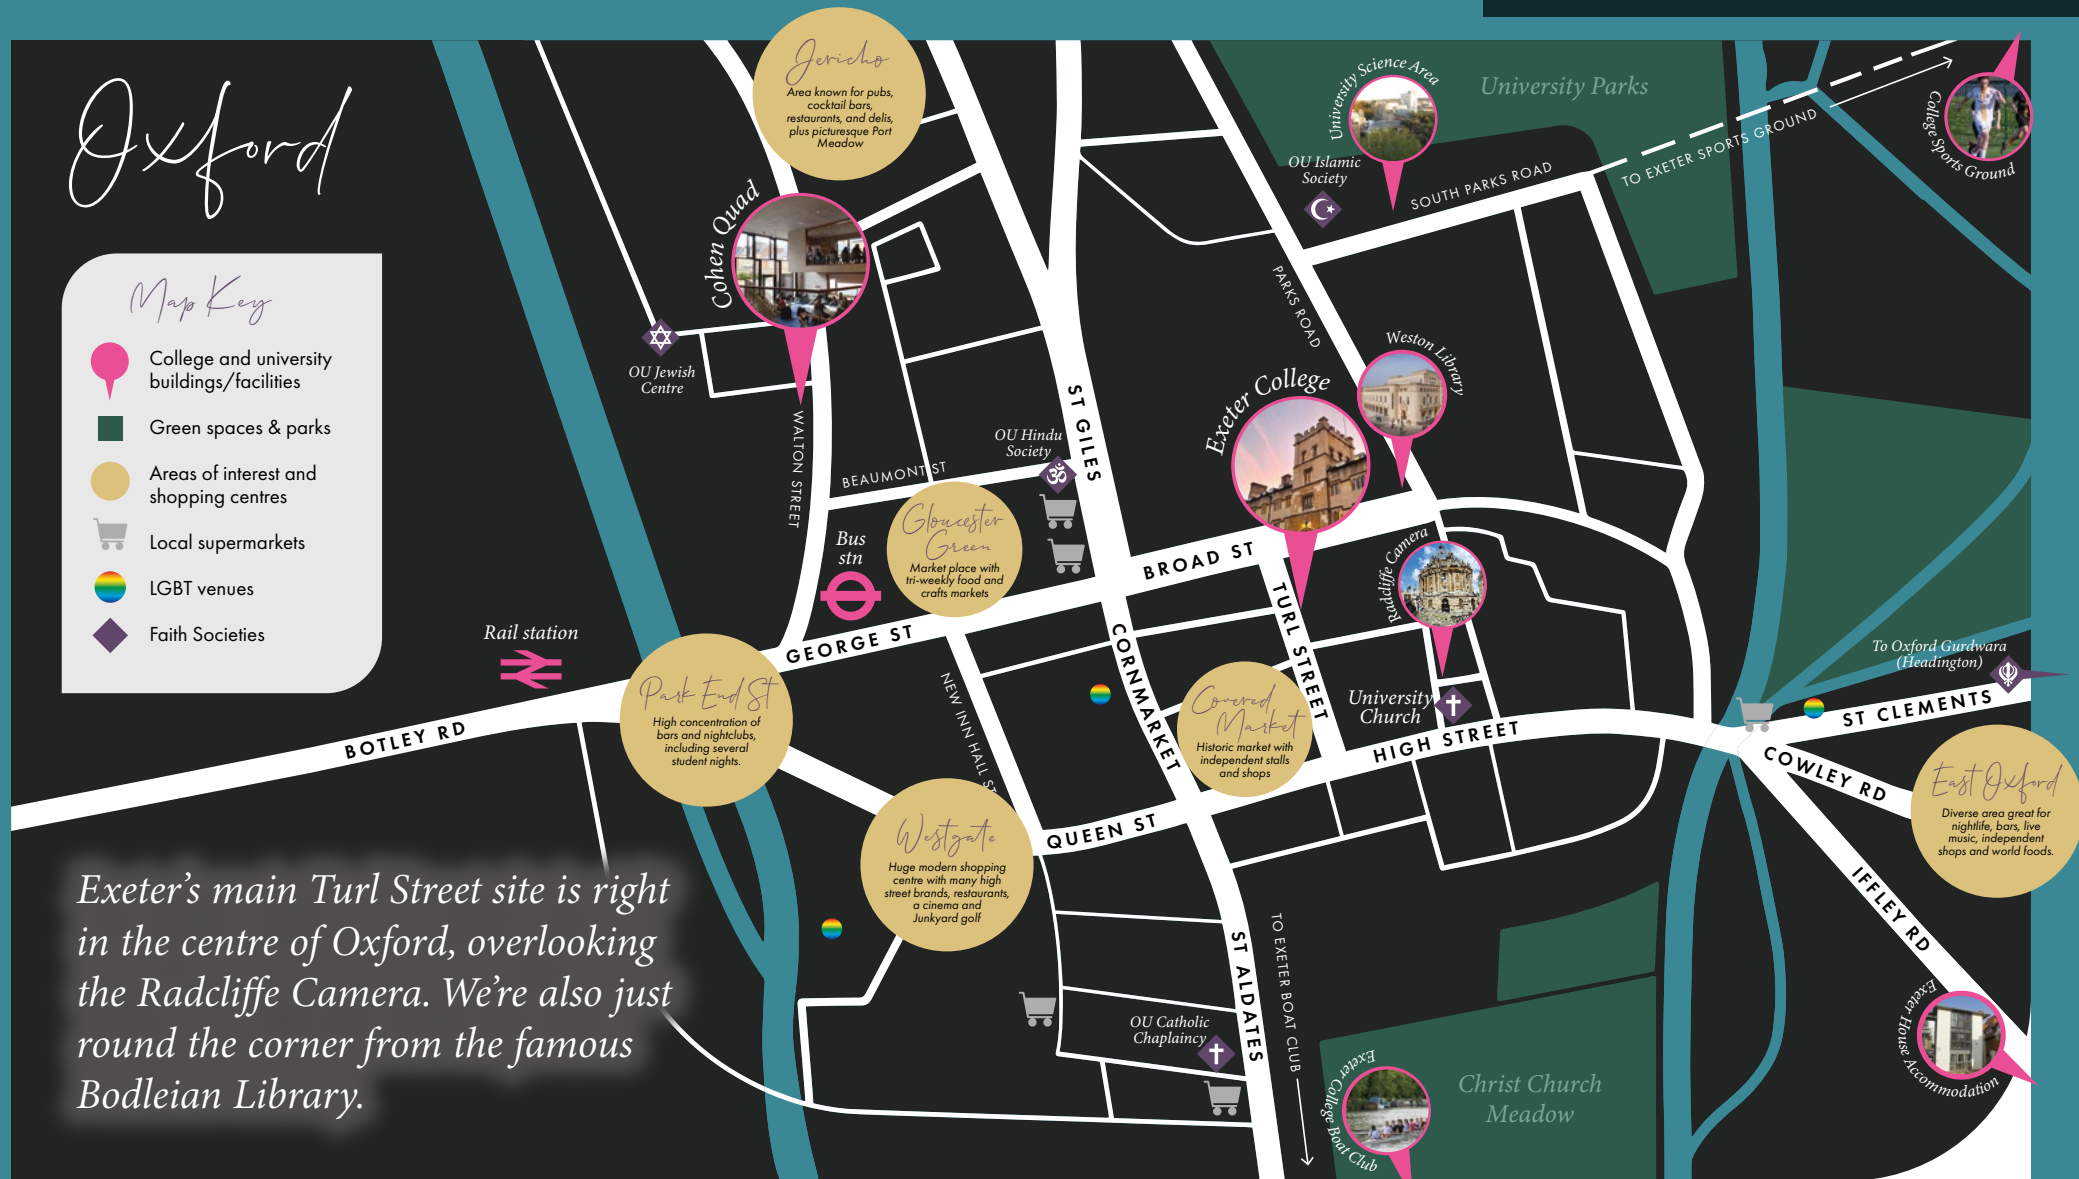 Oxford
Map Key
College and university
buildings/facilities
Green spaces & parks
Areas of interest and
shopping centres
Local supermarkets
LGBT venues
Faith Societies
Jericho
Area known for pubs,
cocktail bars,
restaurants, and delis,
plus picturesque Port
Meadow
Cohen Quad
OU Jewish
Centre
WALTON STREET
BEAUMONT ST
OU Hindu
Society
ST GILES
Bus
stn
Gloucester
Green
Market place with
tri-weekly food and
crafts markets
University Science Area
University Parks
OU Islamic
Society
SOUTH PARKS ROAD
TO EXETER SPORTS GROUND
College Sports Ground
PARKS ROAD
Weston Library
Exeter College
Radcliffe Camera
BROAD ST
TURL STREET
GEORGE ST
CORNMARKET
NEW INN HALL ST
Rail station
BOTLEY RD
Park End St
High concentration of
bars and nightclubs,
including several
student nights.
Covered
Market
Historic market with
independent stalls
and shops
University
Church
HIGH STREET
To Oxford Gurdwara
(Headington)
ST CLEMENTS
COWLEY RD
East Oxford
Diverse area great for
nightlife, bars, live
music, independent
shops and world foods.
IFFLEY RD
Westgate
Huge modern shopping
centre with many high
street brands, restaurants,
a cinema and
Junkyard golf
QUEEN ST
ST ALDATES
TO EXETER BOAT CLUB
OU Catholic
Chaplaincy
Exeter College Boat Club
Christ Church
Meadow
Exeter House Accommodation
Exeter's main Turl Street site is right
in the centre of Oxford, overlooking
the Radcliffe Camera. We're also just
round the corner from the famous
Bodleian Library.